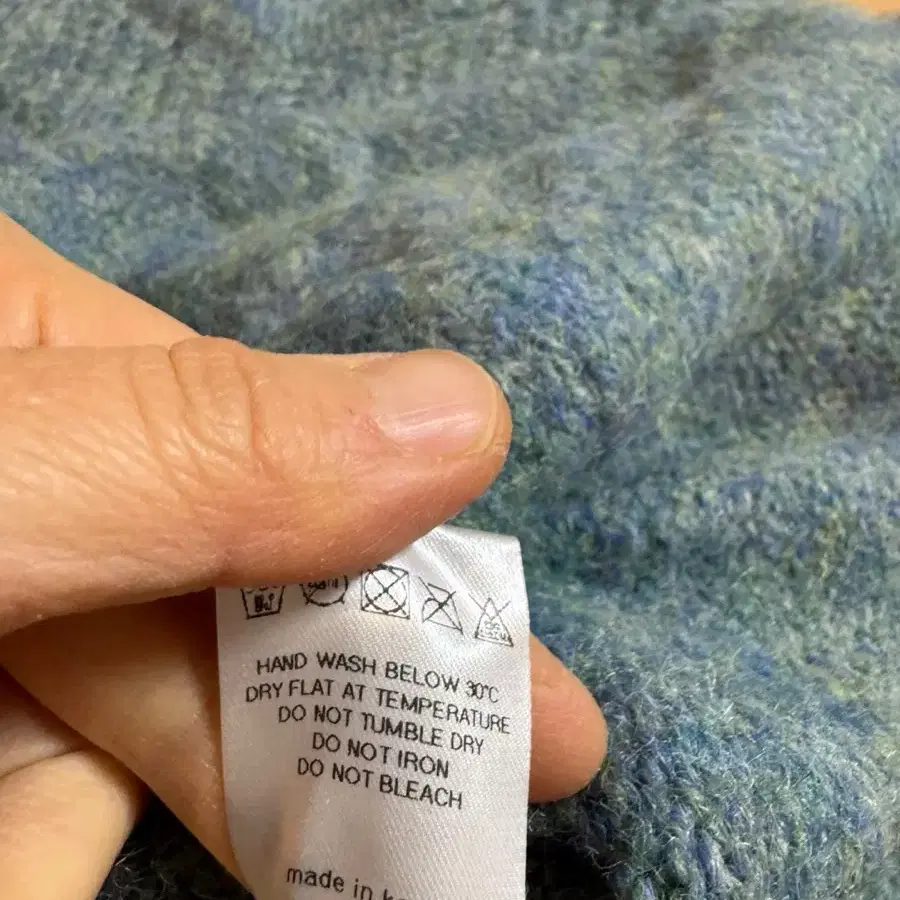 HAND WASH BELOW 30°C
DRY FLAT AT TEMPERATURE
DO NOT TUMBLE DRY
DO NOT IRON
DO NOT BLEACH
made in